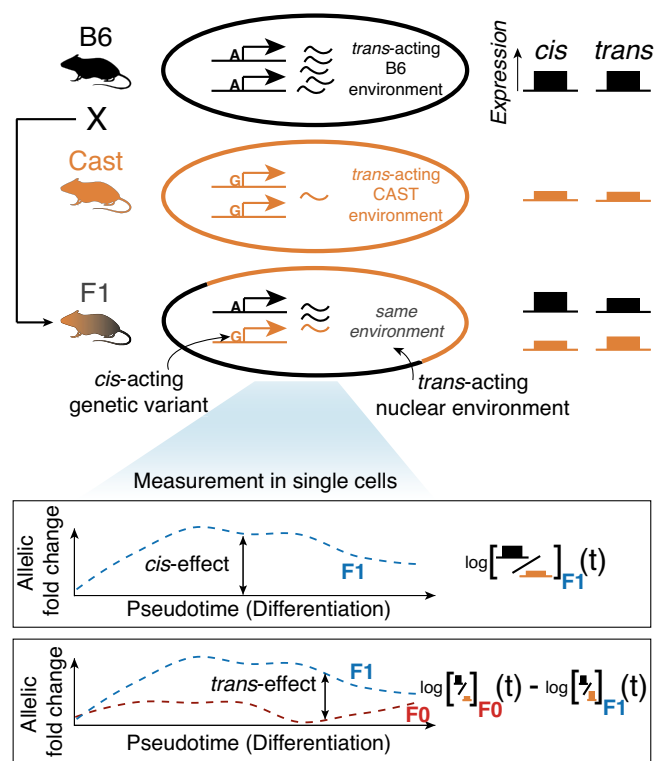 B6
A
A
trans-acting
B6
environment
Expression
cis
trans
X
Cast
G
G
trans-acting
CAST
environment
F1
A
G
same
environment
cis-acting
genetic variant
trans-acting
nuclear environment
Measurement in single cells
Allelic
fold change
cis-effect
F1
Pseudotime (Differentiation)
log[/]F1(t)
Allelic
fold change
trans-effect
F1
F0
Pseudotime (Differentiation)
log[/]F0(t) - log[/]F1(t)